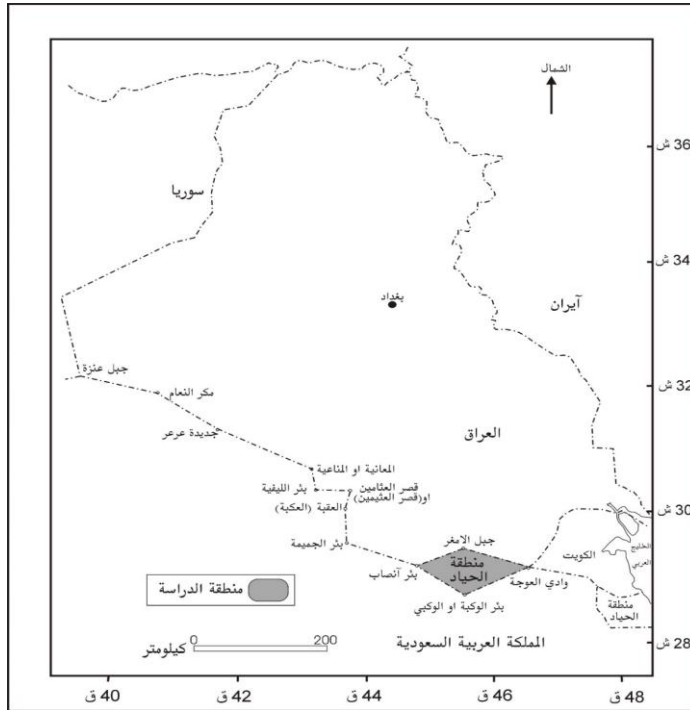 الشمال
36 ش
سوريا
34 ش
بغداد
آيران
32 ش
جبل عنزة
مكر النعام
جديدة عرعر
العراق
المعانية او المناعية
قصر العثامين
او(قصر العثيمين)
بئر الليفية
العقبة (العكبة)
30 ش
بئر الجميمة
جبل الامغر
الكويت
الخليج
العربي
منطقة
الحياد
بئر آنصاب
وادي العوجة
بئر الوكبة او الوكبي
منطقة
الحياد
منطقة الدراسة
المملكة العربية السعودية
0 200
كيلومتر
28 ش
40 ق
42 ق
44 ق
46 ق
48 ق